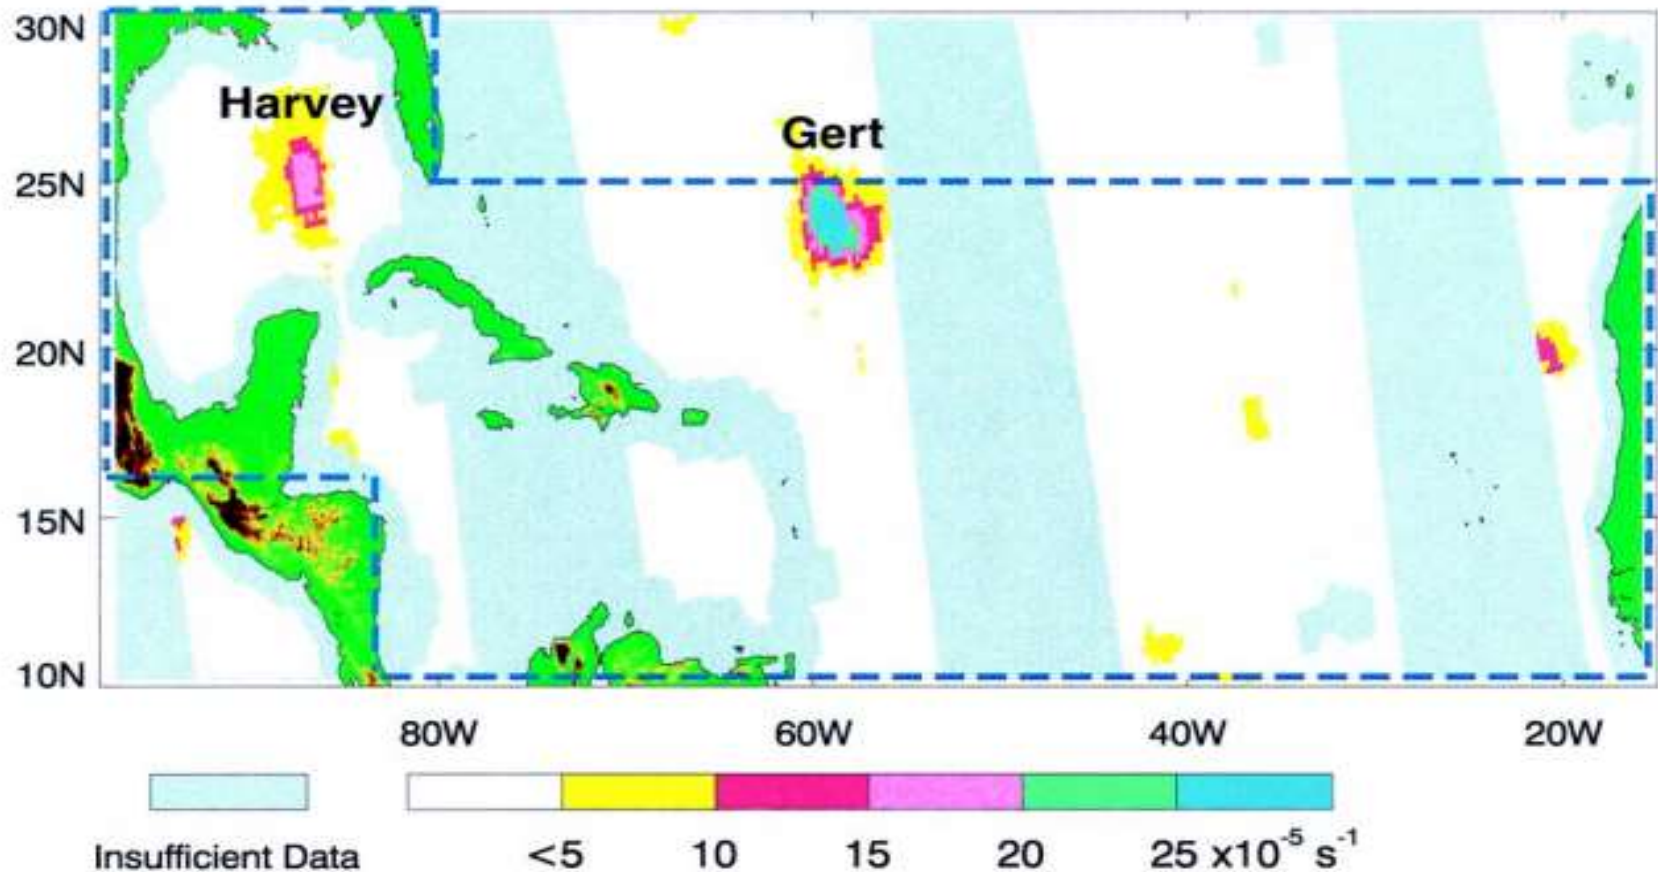 30N
Harvey
Gert
25N
20N
15N
10N
80W 60W 40W 20W
Insufficient Data <5 10 15 20 25 x10⁻⁵ s⁻¹